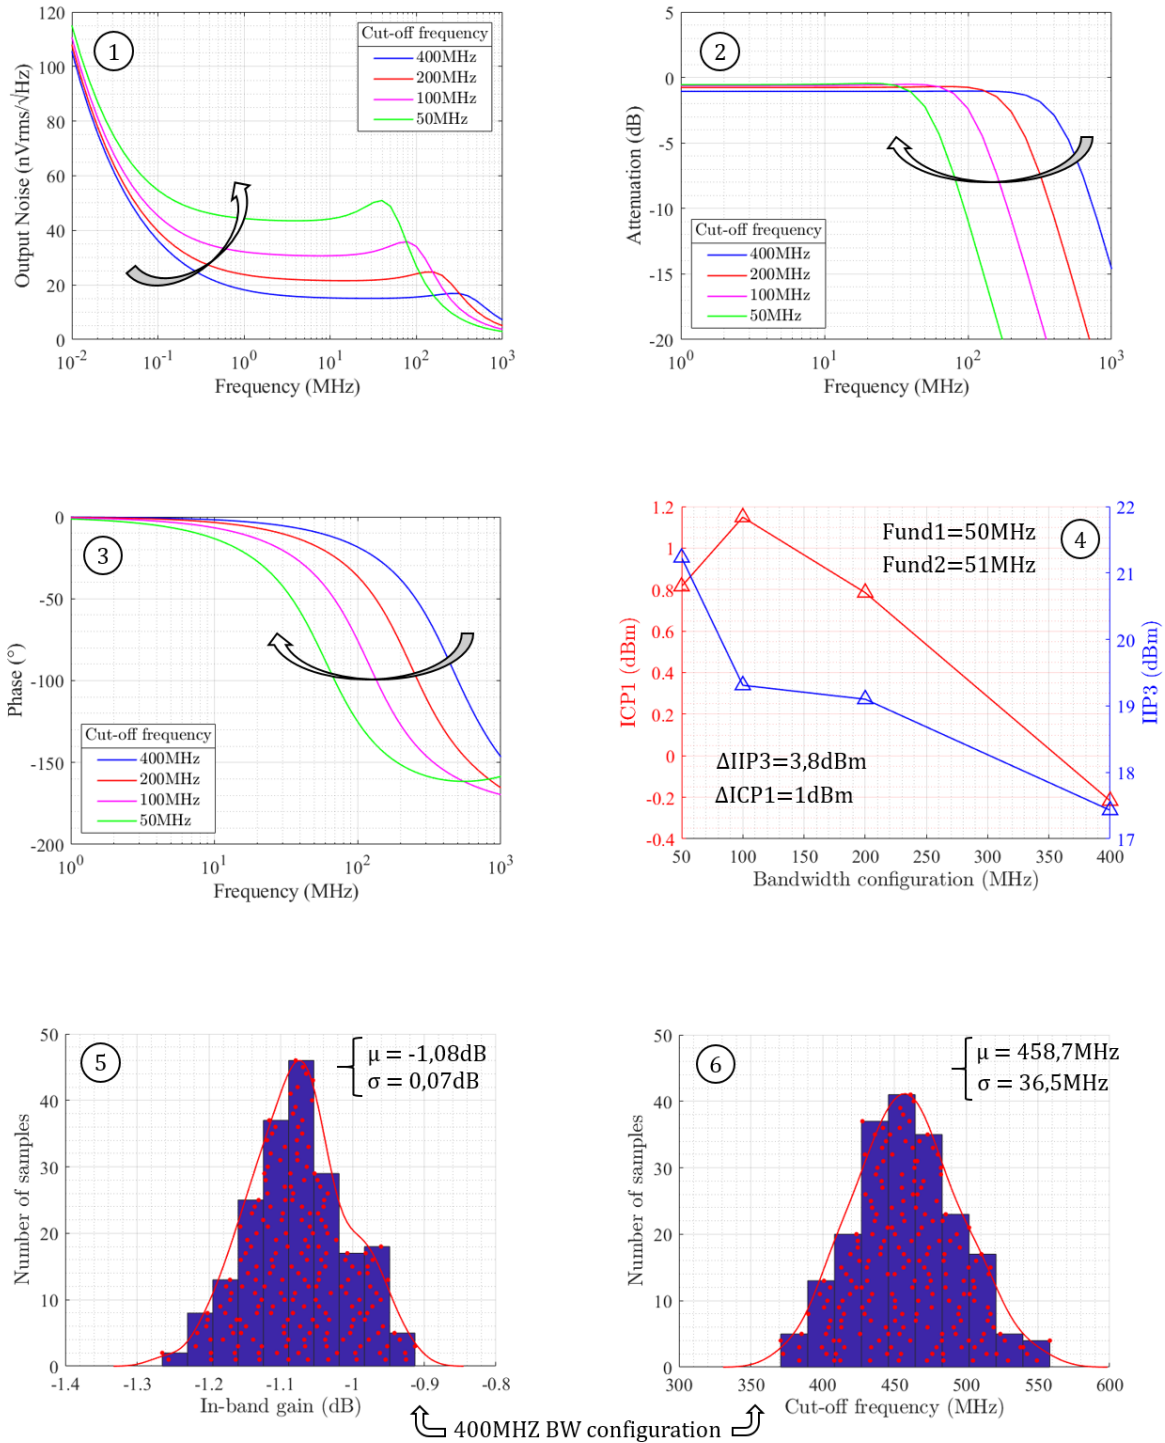 1
Output Noise (nVrms/√Hz)
120
100
80
60
40
20
0
Cut-off frequency
400MHz
200MHz
100MHz
50MHz
10^-2 10^-1 10^0 10^1 10^2 10^3
Frequency (MHz)
2
Attenuation (dB)
5
0
-5
-10
-15
-20
Cut-off frequency
400MHz
200MHz
100MHz
50MHz
10^0 10^1 10^2 10^3
Frequency (MHz)
3
Phase (°)
0
-50
-100
-150
-200
Cut-off frequency
400MHz
200MHz
100MHz
50MHz
10^0 10^1 10^2 10^3
Frequency (MHz)
4
ICP1 (dBm)
1.2
1
0.8
0.6
0.4
0.2
0
-0.2
-0.4
Fund1=50MHz
Fund2=51MHz
ΔIIP3=3,8dBm
ΔICP1=1dBm
22
21
20
19
18
17
IIP3 (dBm)
50 100 150 200 250 300 350 400
Bandwidth configuration (MHz)
5
Number of samples
50
40
30
20
10
0
μ = -1,08dB
σ = 0,07dB
-1.4 -1.3 -1.2 -1.1 -1 -0.9 -0.8
In-band gain (dB)
6
Number of samples
50
40
30
20
10
0
μ = 458,7MHz
σ = 36,5MHz
300 350 400 450 500 550 600
Cut-off frequency (MHz)
400MHZ BW configuration